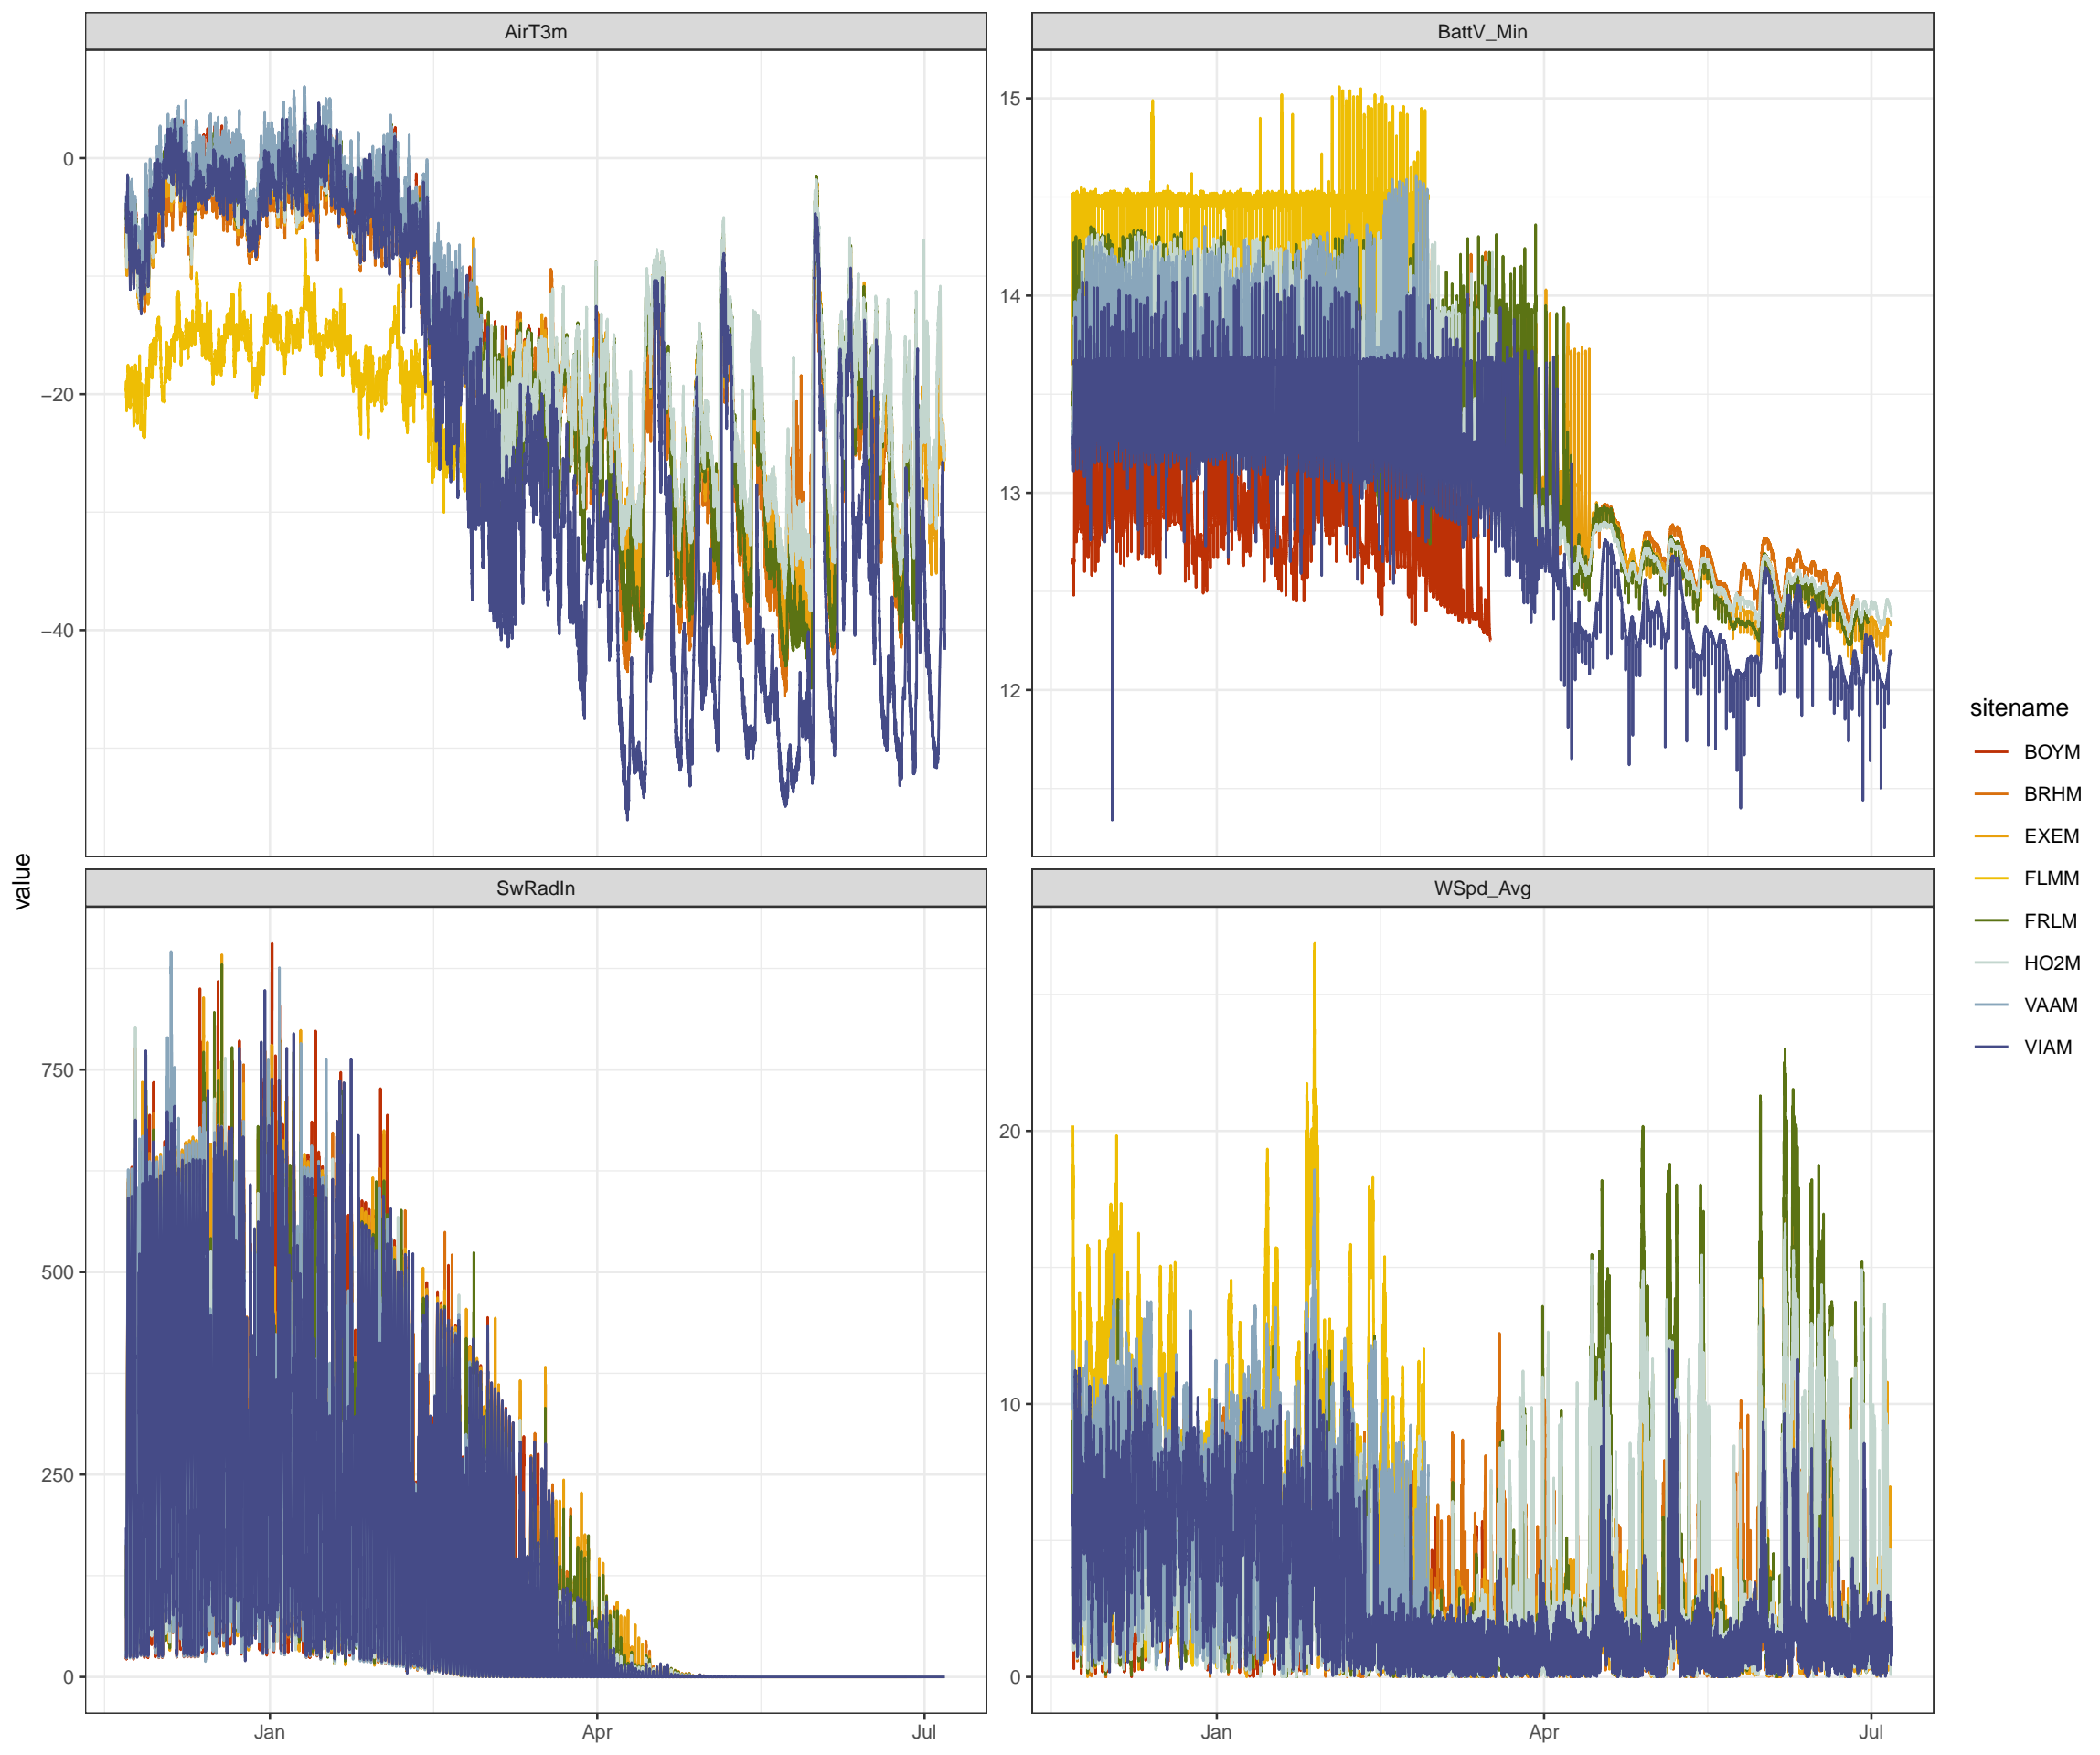 AirT3m
BattV_Min
0
−20
−40
15
14
13
12
value
SwRadIn
WSpd_Avg
750
500
250
0
20
10
0
Jan
Apr
Jul
Jan
Apr
Jul
sitename
BOYM
BRHM
EXEM
FLMM
FRLM
HO2M
VAAM
VIAM